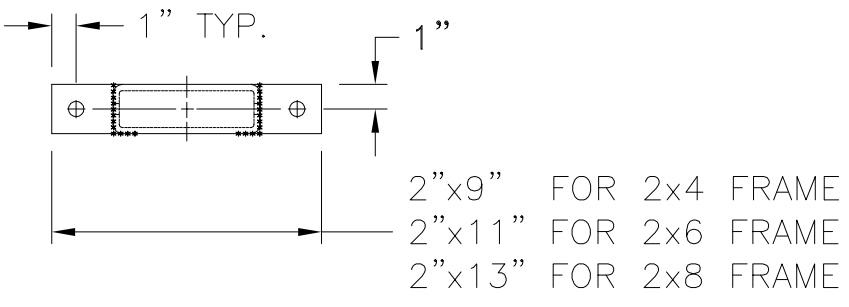 1” TYP.
1”
2”x9” FOR 2x4 FRAME
2”x11” FOR 2x6 FRAME
2”x13” FOR 2x8 FRAME